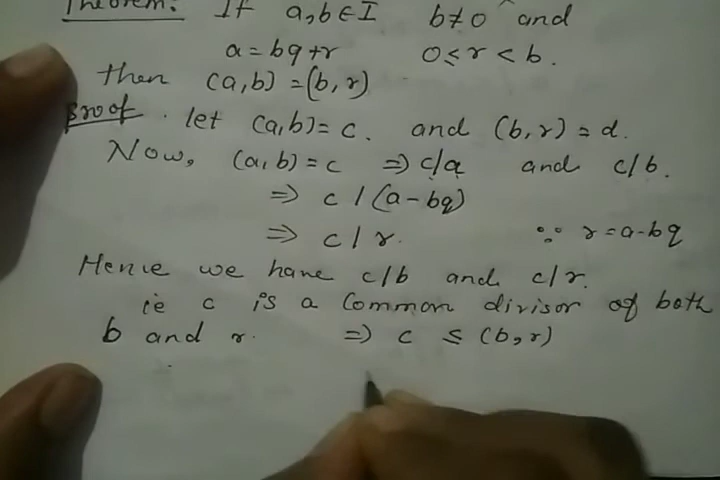 Theorem: If a, b ∈ I b ≠ 0 and
a = bq + r 0 ≤ r < b.
then (a, b) = (b, r)
proof. let (a, b) = c. and (b, r) = d.
Now, (a, b) = c ⇒ c/a and c/b.
⇒ c / (a - bq)
⇒ c / r. ∵ r = a - bq
Hence we have c/b and c/r.
ie c is a Common divisor of both
b and r. ⇒ c ≤ (b, r)